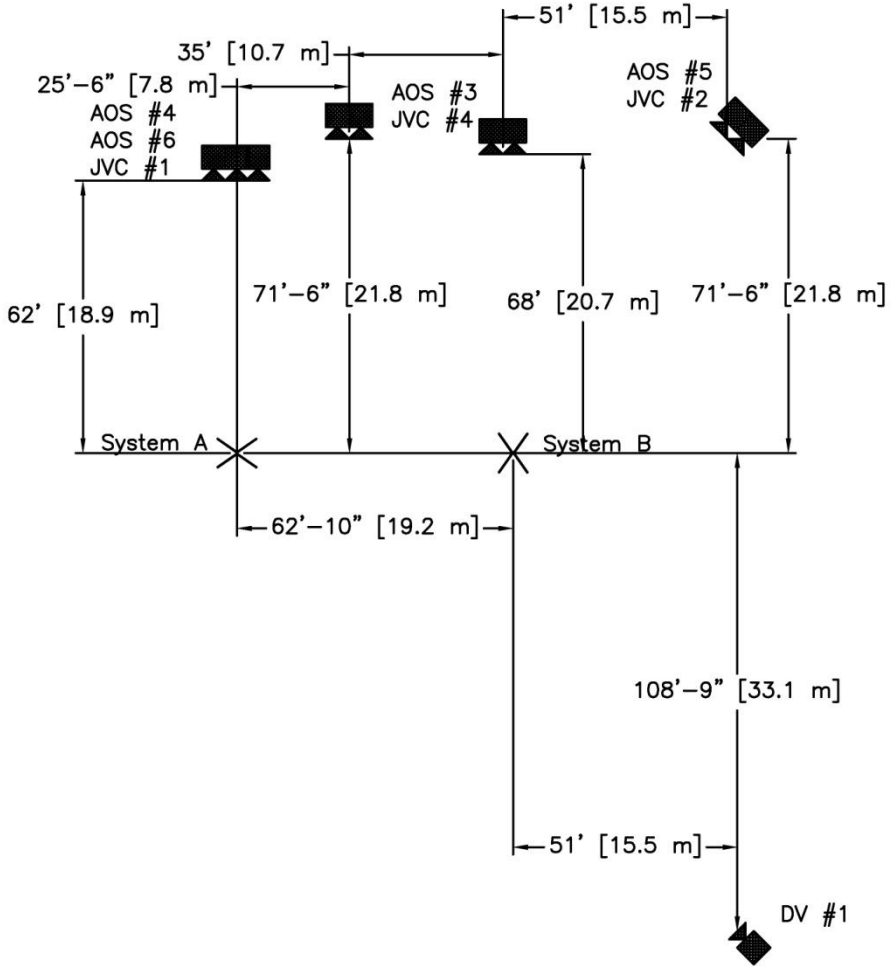 51' [15.5 m]
35' [10.7 m]
25'-6" [7.8 m]
AOS #4
AOS #6
JVC #1
AOS #3
JVC #4
AOS #5
JVC #2
62' [18.9 m]
71'-6" [21.8 m]
68' [20.7 m]
71'-6" [21.8 m]
System A
System B
62'-10" [19.2 m]
108'-9" [33.1 m]
51' [15.5 m]
DV #1